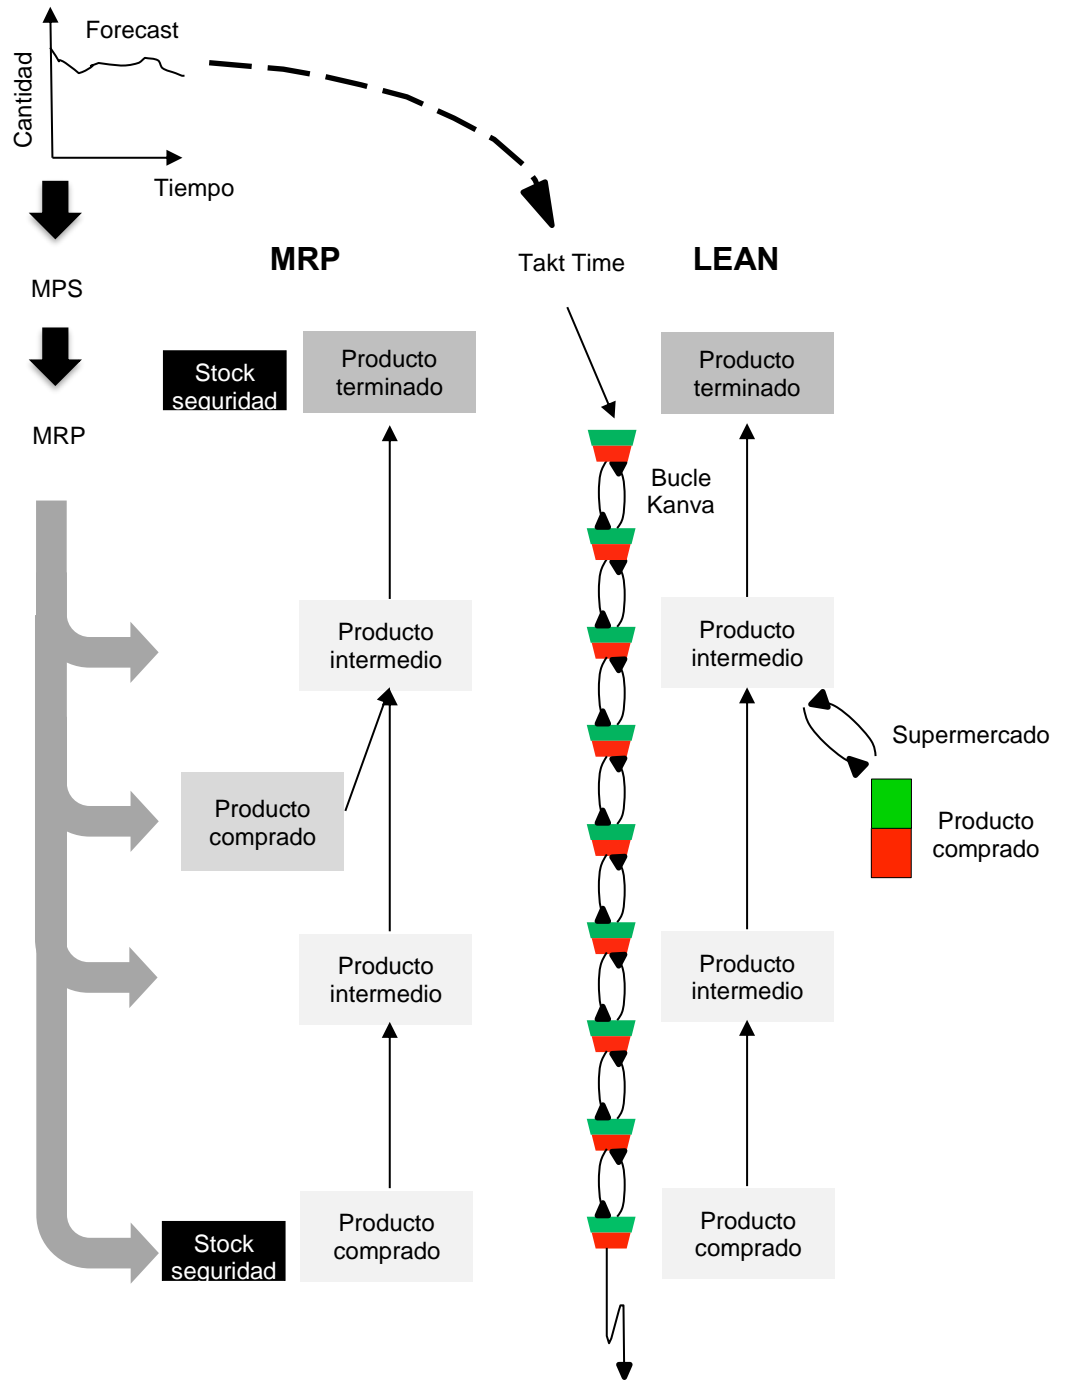 Forecast
Cantidad
Tiempo
MPS
MRP
MRP
Takt Time
LEAN
Stock
seguridad
Producto
terminado
Producto
terminado
Bucle
Kanva
Producto
intermedio
Producto
intermedio
Supermercado
Producto
comprado
Producto
comprado
Producto
intermedio
Producto
intermedio
Stock
seguridad
Producto
comprado
Producto
comprado